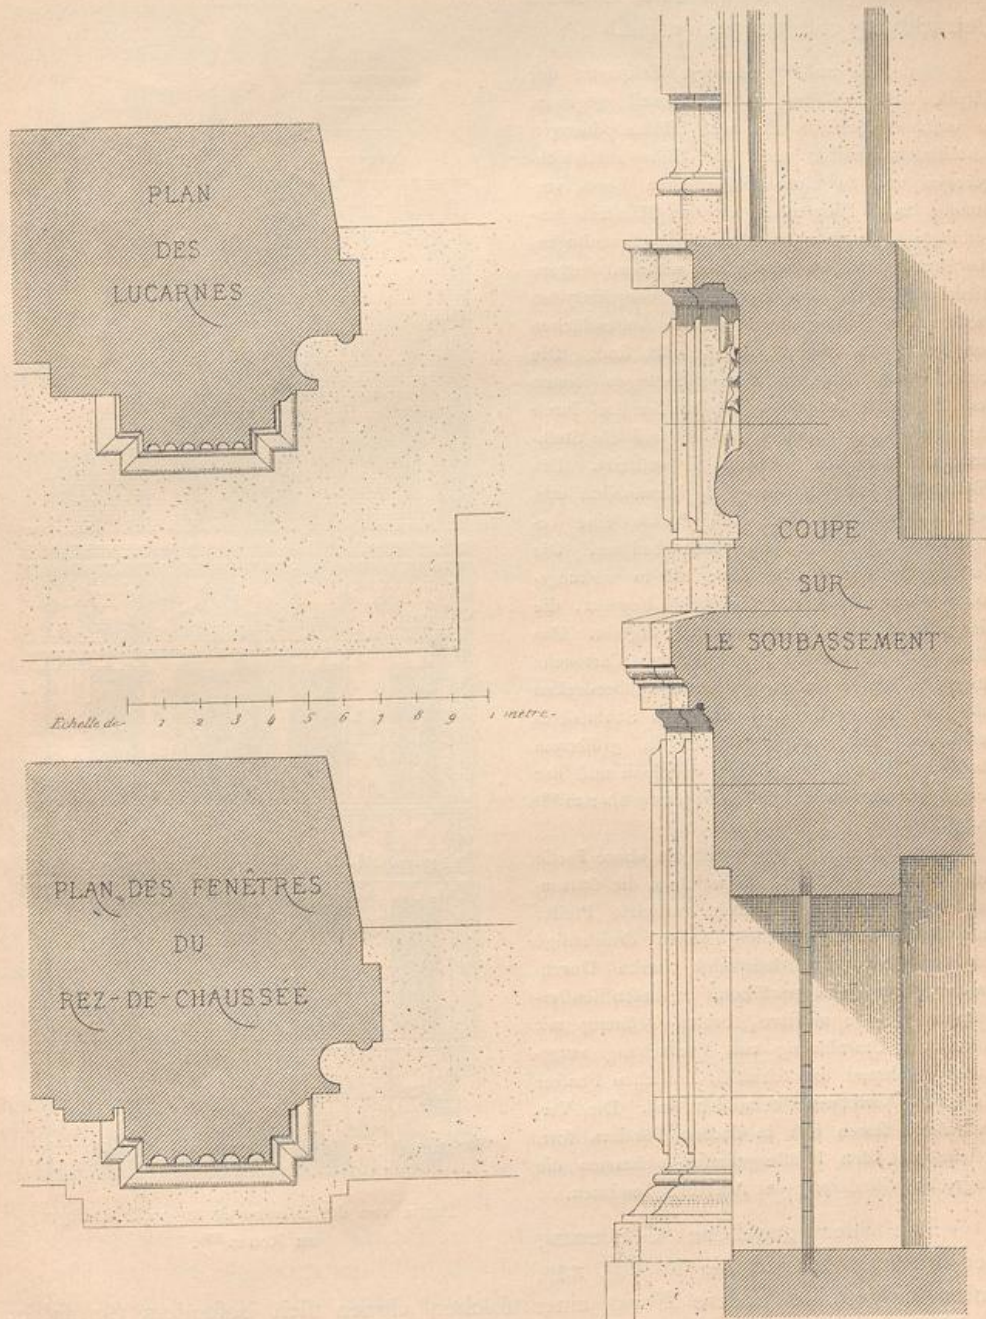 PLAN
DES
LUCARNES
COUPE
SUR
LE SOUBASSEMENT
Echelle de 1 2 3 4 5 6 7 8 9 1 mètre.
PLAN DES FENÊTRES
DU
REZ-DE-CHAUSSÉE